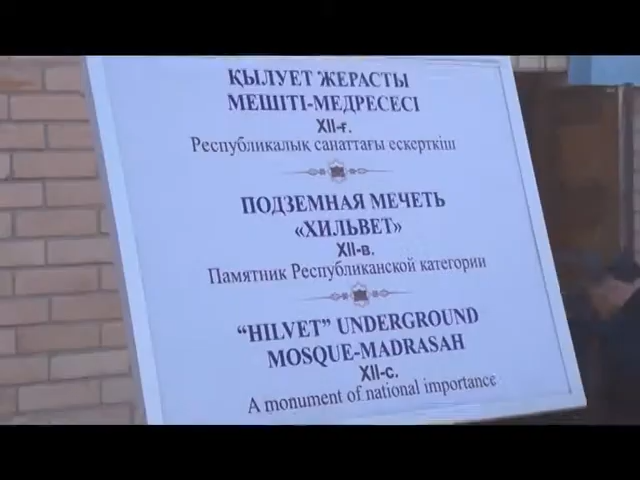 ҚЫЛУЕТ ЖЕРАСТЫ
МЕШІТІ-МЕДРЕСЕСІ
XII-ғ.
Республикалық санаттағы ескерткіш
ПОДЗЕМНАЯ МЕЧЕТЬ
«ХИЛЬВЕТ»
XII-в.
Памятник Республиканской категории
“HILVET” UNDERGROUND
MOSQUE-MADRASAH
XII-c.
A monument of national importance